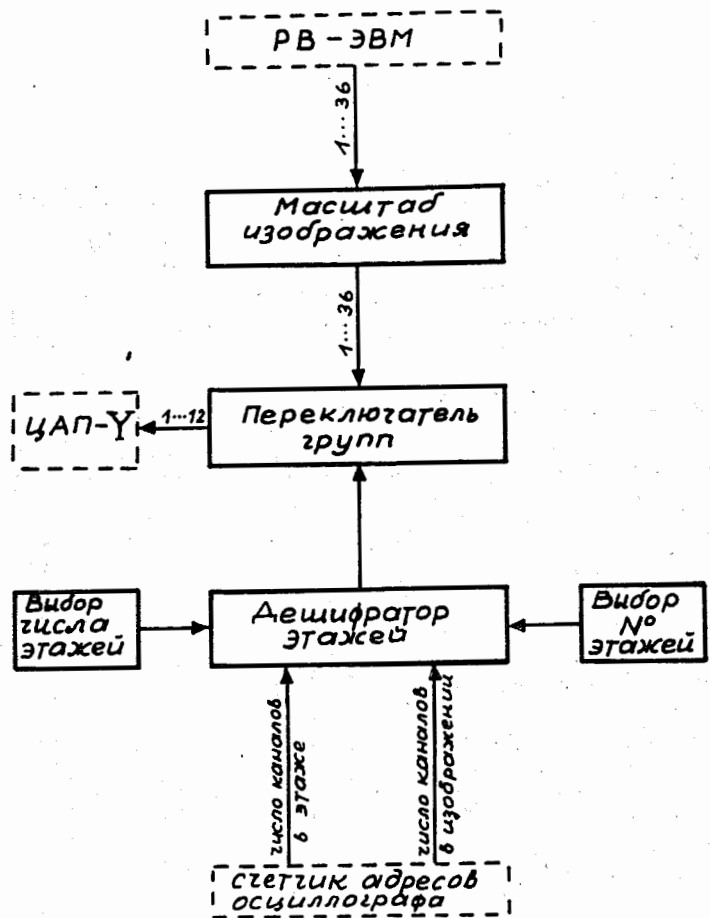 РВ-ЭВМ
1...36
Масштаб
изображения
1...36
ЦАП-Y
1...12
Переключатель
групп
Выбор
числа
этажей
Дешифратор
этажей
Выбор
№
этажей
число каналов
в этаже
число каналов
в изображении
счетчик адресов
осциллографа